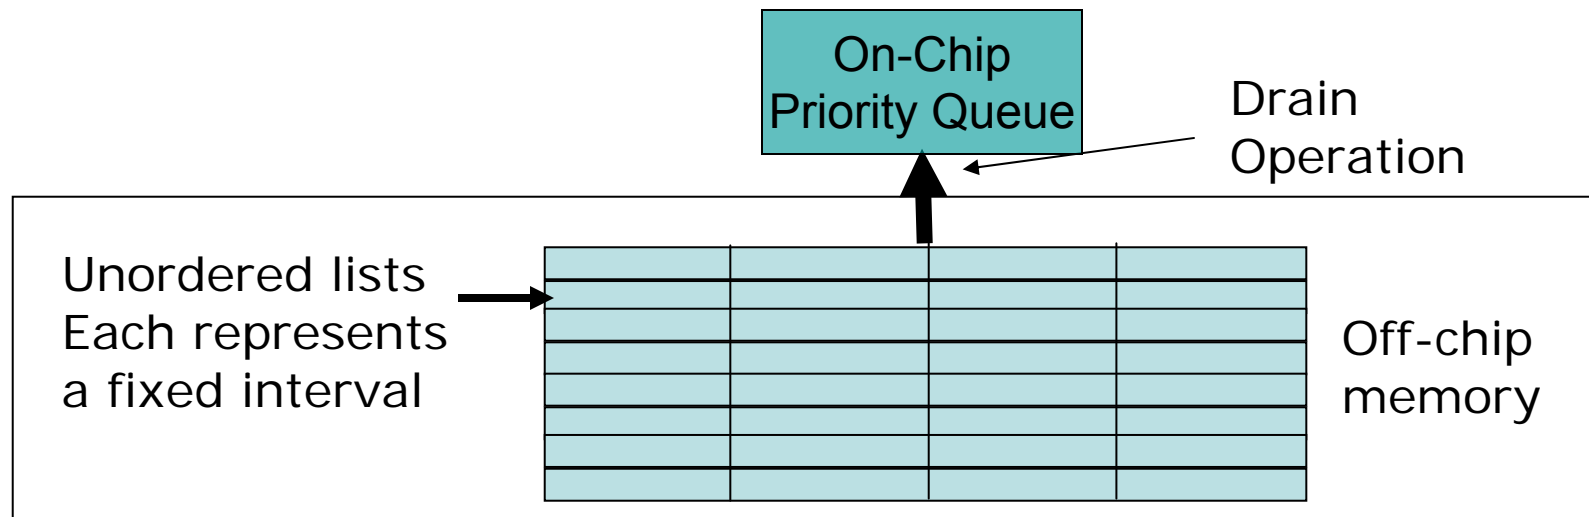 On-Chip
Priority Queue
Drain
Operation
Unordered lists
Each represents
a fixed interval
Off-chip
memory